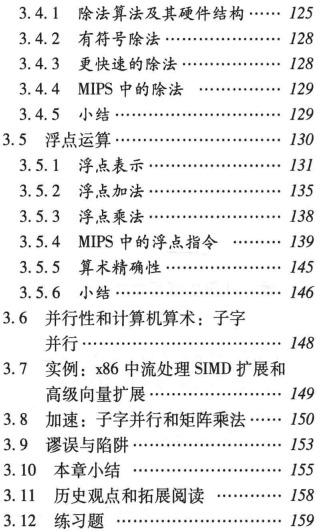 3.4.1 除法算法及其硬件结构 …… 125
3.4.2 有符号除法 ……………… 128
3.4.3 更快速的除法 …………… 128
3.4.4 MIPS 中的除法 ………… 129
3.4.5 小结 ……………………… 129
3.5 浮点运算 ……………………… 130
3.5.1 浮点表示 ………………… 131
3.5.2 浮点加法 ………………… 135
3.5.3 浮点乘法 ………………… 138
3.5.4 MIPS 中的浮点指令 ……… 139
3.5.5 算术精确性 ……………… 145
3.5.6 小结 ……………………… 146
3.6 并行性和计算机算术：子字
并行 …………………………… 148
3.7 实例：x86 中流处理 SIMD 扩展和
高级向量扩展 ………………… 149
3.8 加速：子字并行和矩阵乘法 …… 150
3.9 谬误与陷阱 …………………… 153
3.10 本章小结 …………………… 155
3.11 历史观点和拓展阅读 ……… 158
3.12 练习题 ……………………… 159